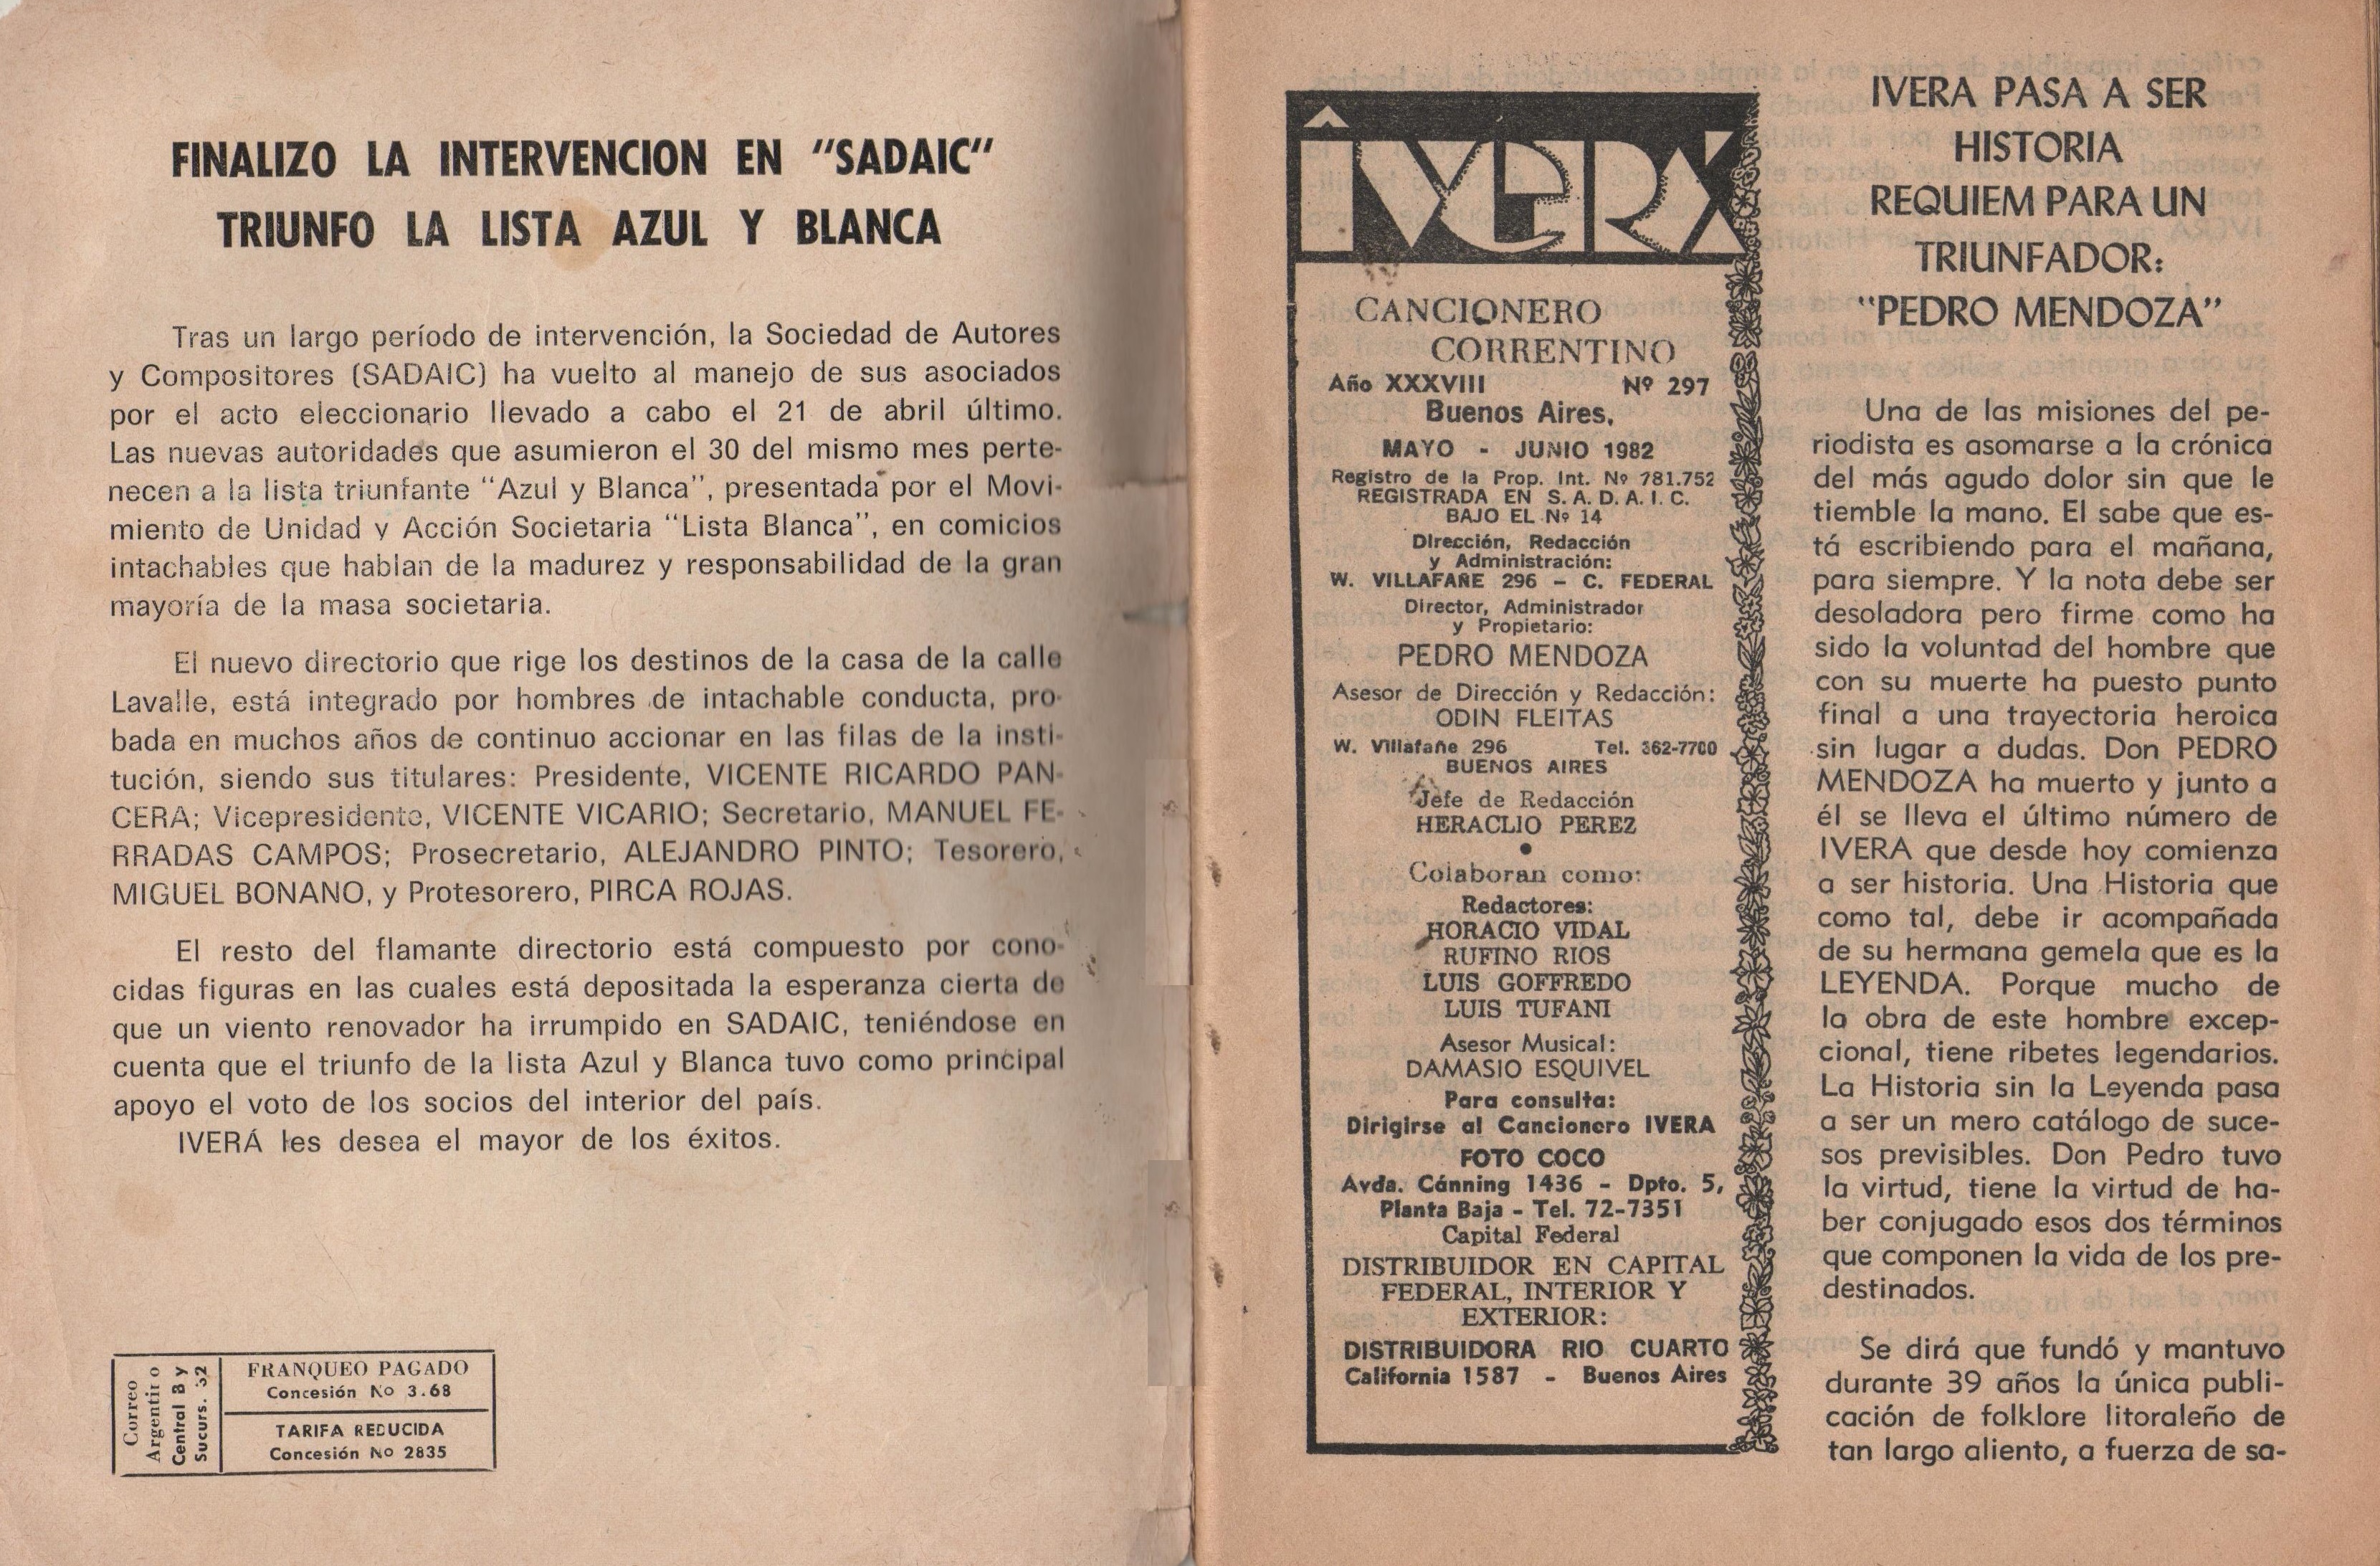 FINALIZO LA INTERVENCION EN "SADAIC"
TRIUNFO LA LISTA AZUL Y BLANCA
Tras un largo período de intervención, la Sociedad de Autores
y Compositores (SADAIC) ha vuelto al manejo de sus asociados
por el acto eleccionario llevado a cabo el 21 de abril último.
Las nuevas autoridades que asumieron el 30 del mismo mes perte-
necen a la lista triunfante "Azul y Blanca", presentada por el Movi-
miento de Unidad y Acción Societaria "Lista Blanca", en comicios
intachables que hablan de la madurez y responsabilidad de la gran
mayoría de la masa societaria.
El nuevo directorio que rige los destinos de la casa de la calle
Lavalle, está integrado por hombres de intachable conducta, pro-
bada en muchos años de continuo accionar en las filas de la insti-
tución, siendo sus titulares: Presidente, VICENTE RICARDO PAN-
CERA; Vicepresidente, VICENTE VICARIO; Secretario, MANUEL FE-
RRADAS CAMPOS; Prosecretario, ALEJANDRO PINTO; Tesorero,
MIGUEL BONANO, y Protesorero, PIRCA ROJAS.
El resto del flamante directorio está compuesto por cono-
cidas figuras en las cuales está depositada la esperanza cierta de
que un viento renovador ha irrumpido en SADAIC, teniéndose en
cuenta que el triunfo de la lista Azul y Blanca tuvo como principal
apoyo el voto de los socios del interior del país.
IVERÁ les desea el mayor de los éxitos.
Correo
Argentino
Central B y
Sucurs. 52
FRANQUEO PAGADO
Concesión No 3.68
TARIFA REDUCIDA
Concesión No 2835
IVERÁ
CANCIONERO
CORRENTINO
Año XXXVIII Nº 297
Buenos Aires,
MAYO - JUNIO 1982
Registro de la Prop. Int. Nº 781.752
REGISTRADA EN S. A. D. A. I. C.
BAJO EL Nº 14
Dirección, Redacción
y Administración:
W. VILLAFAÑE 296 – C. FEDERAL
Director, Administrador
y Propietario:
PEDRO MENDOZA
Asesor de Dirección y Redacción:
ODIN FLEITAS
W. Villafañe 296 Tel. 362-7700
BUENOS AIRES
Jefe de Redacción
HERACLIO PEREZ
•
Colaboran como:
Redactores:
HORACIO VIDAL
RUFINO RIOS
LUIS GOFFREDO
LUIS TUFANI
Asesor Musical:
DAMASIO ESQUIVEL
Para consulta:
Dirigirse al Cancionero IVERA
FOTO COCO
Avda. Cánning 1436 - Dpto. 5,
Planta Baja - Tel. 72-7351
Capital Federal
DISTRIBUIDOR EN CAPITAL
FEDERAL, INTERIOR Y
EXTERIOR:
DISTRIBUIDORA RIO CUARTO
California 1587 - Buenos Aires
IVERA PASA A SER
HISTORIA
REQUIEM PARA UN
TRIUNFADOR:
"PEDRO MENDOZA"
Una de las misiones del pe-
riodista es asomarse a la crónica
del más agudo dolor sin que le
tiemble la mano. El sabe que es-
tá escribiendo para el mañana,
para siempre. Y la nota debe ser
desoladora pero firme como ha
sido la voluntad del hombre que
con su muerte ha puesto punto
final a una trayectoria heroica
sin lugar a dudas. Don PEDRO
MENDOZA ha muerto y junto a
él se lleva el último número de
IVERA que desde hoy comienza
a ser historia. Una Historia que
como tal, debe ir acompañada
de su hermana gemela que es la
LEYENDA. Porque mucho de
la obra de este hombre excep-
cional, tiene ribetes legendarios.
La Historia sin la Leyenda pasa
a ser un mero catálogo de suce-
sos previsibles. Don Pedro tuvo
la virtud, tiene la virtud de ha-
ber conjugado esos dos términos
que componen la vida de los pre-
destinados.
Se dirá que fundó y mantuvo
durante 39 años la única publi-
cación de folklore litoraleño de
tan largo aliento, a fuerza de sa-